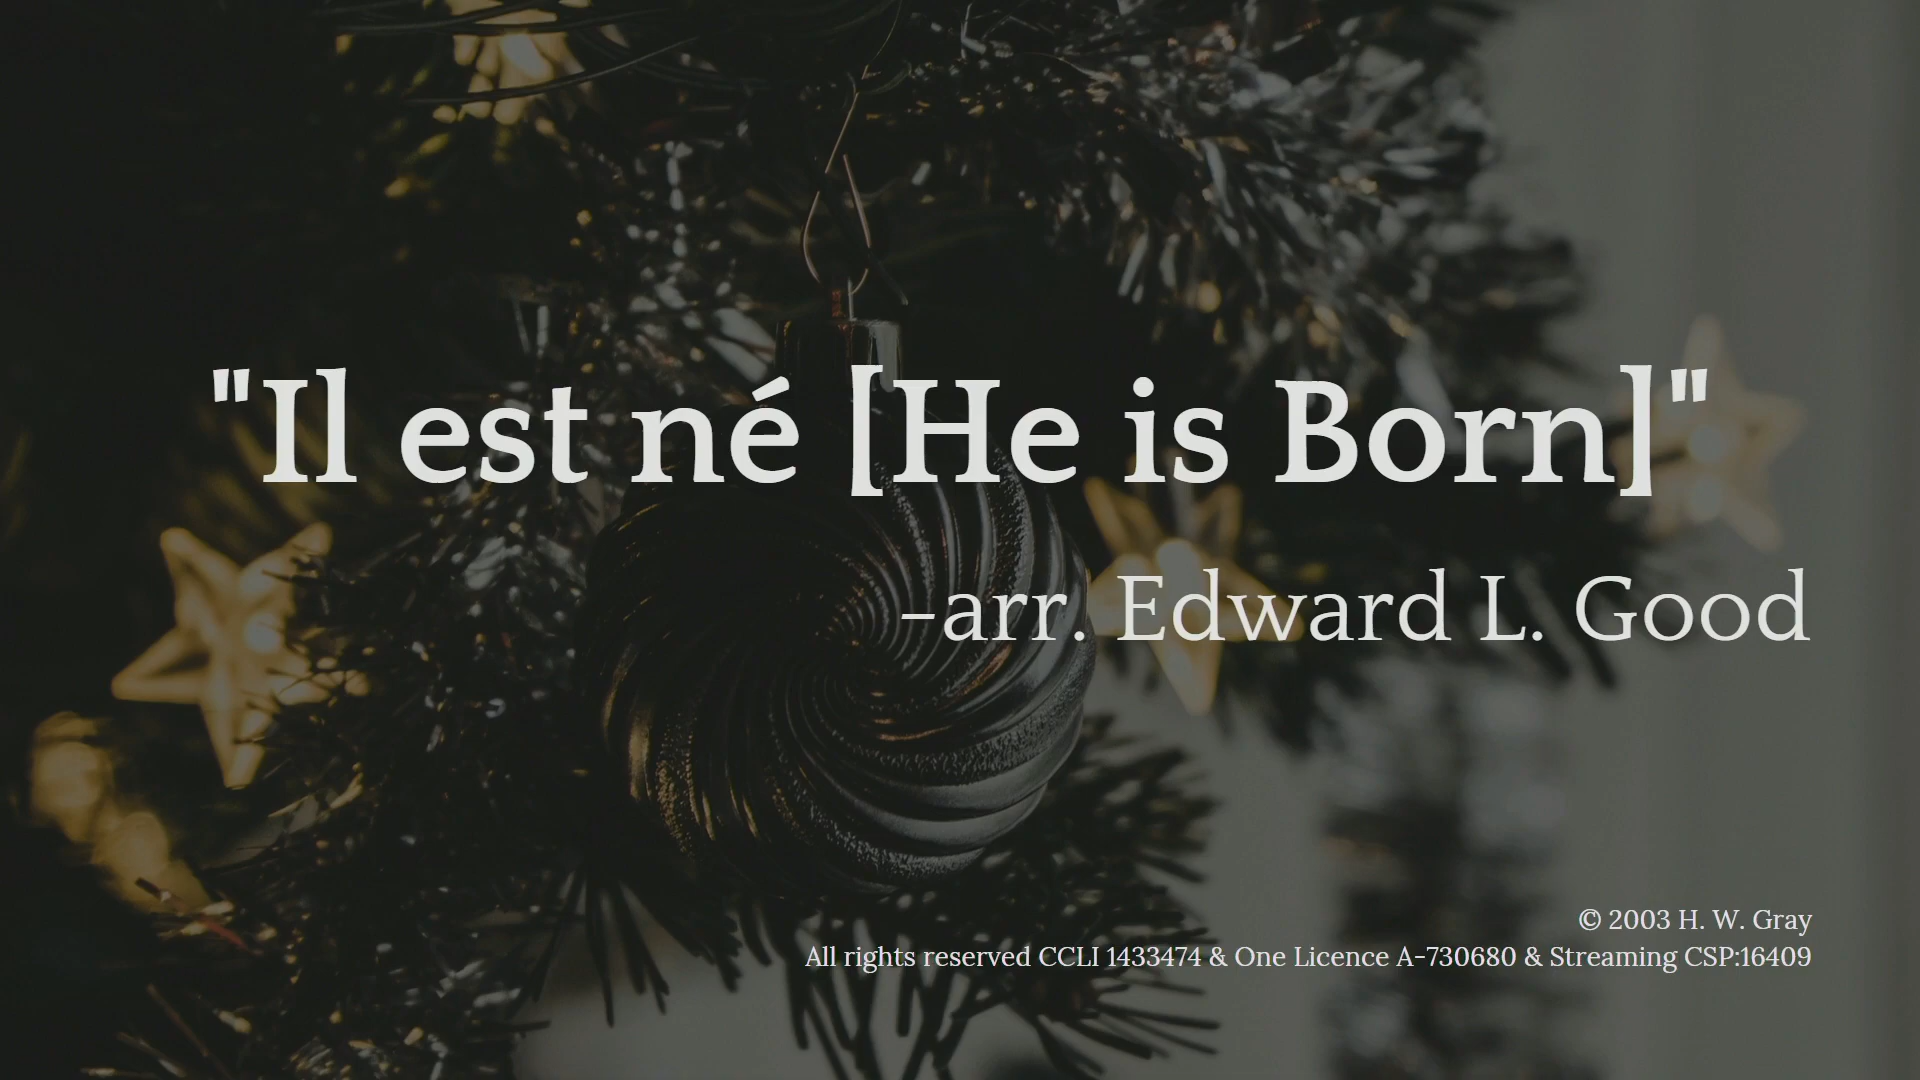 "Il est né [He is Born]"
–arr. Edward L. Good
© 2003 H. W. Gray
All rights reserved CCLI 1433474 & One Licence A-730680 & Streaming CSP:16409